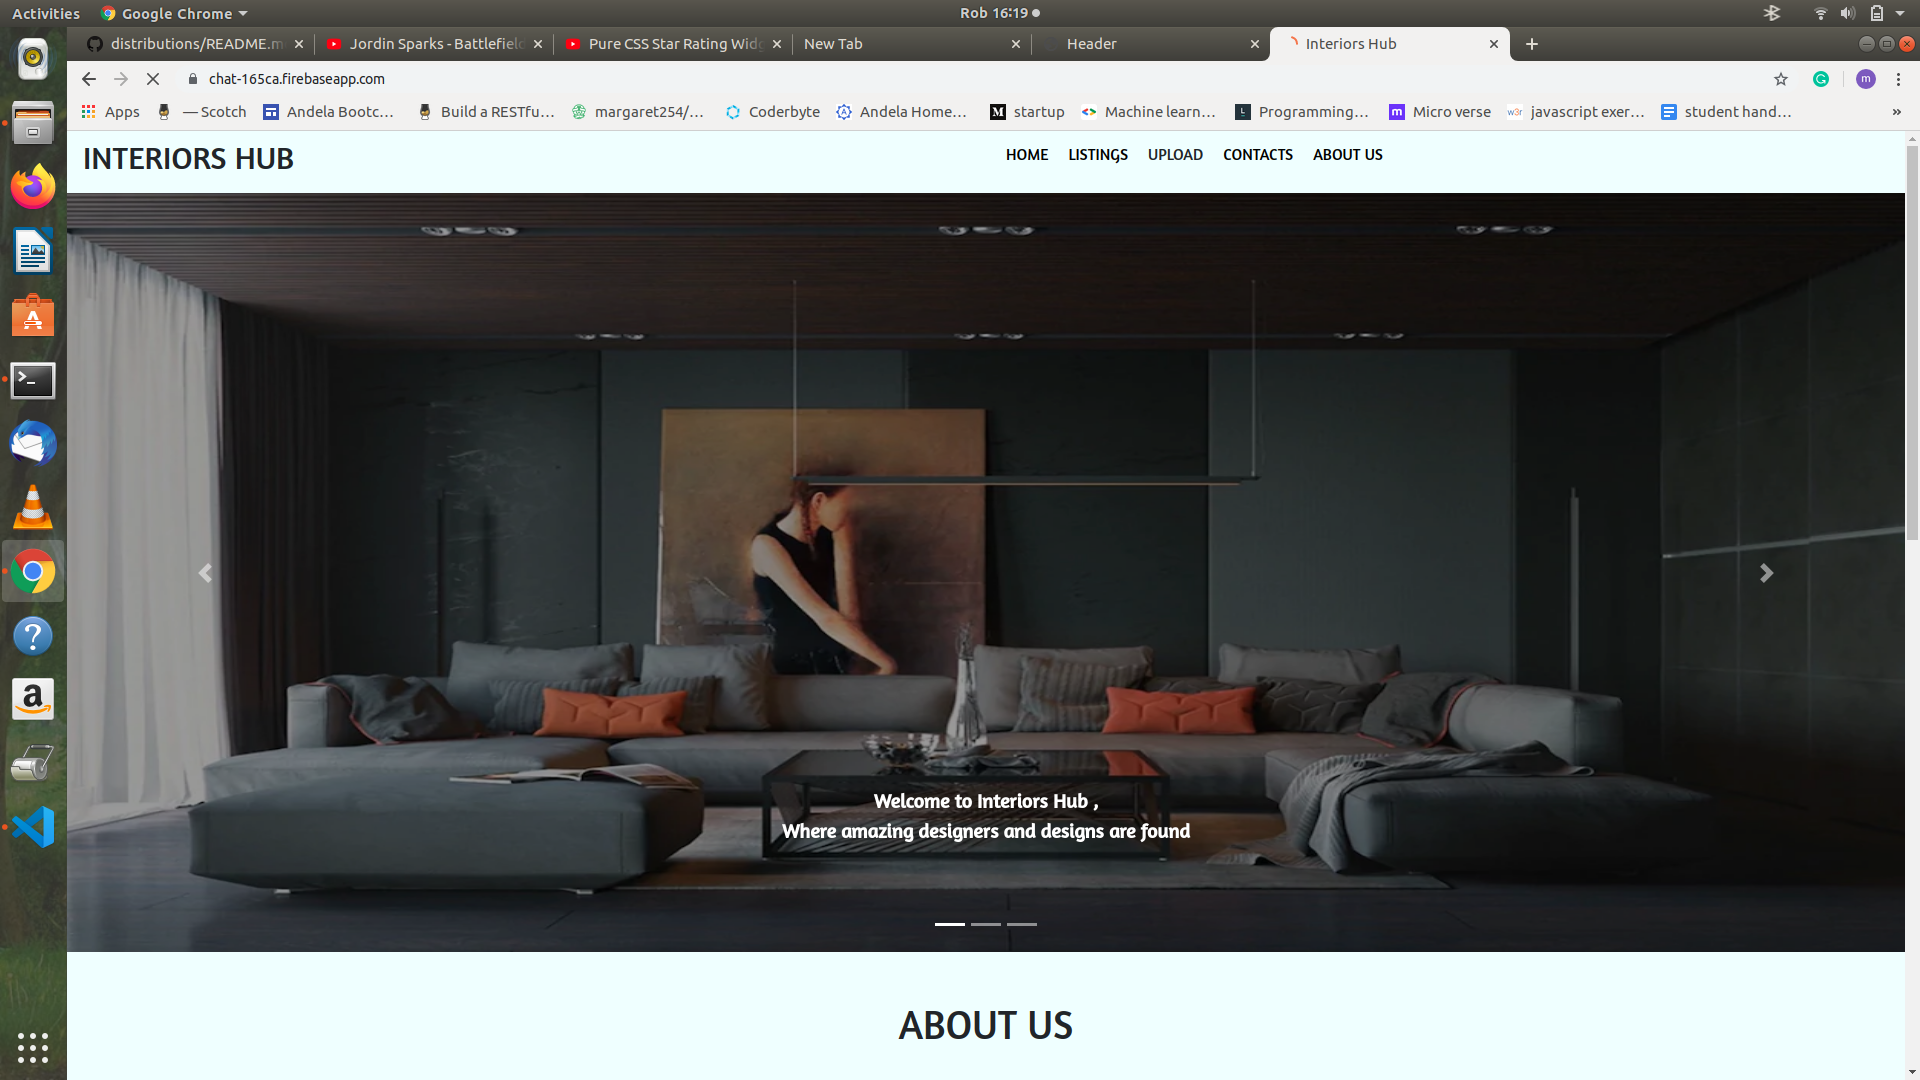 Activities Google Chrome Rob 16:19
distributions/README.m Jordin Sparks - Battlefield Pure CSS Star Rating Widg New Tab Header Interiors Hub
chat-165ca.firebaseapp.com m
Apps — Scotch Andela Bootc... Build a RESTfu... margaret254/... Coderbyte Andela Home... startup Machine learn... Programming... Micro verse javascript exer... student hand... »
INTERIORS HUB HOME LISTINGS UPLOAD CONTACTS ABOUT US
Welcome to Interiors Hub ,
Where amazing designers and designs are found
ABOUT US